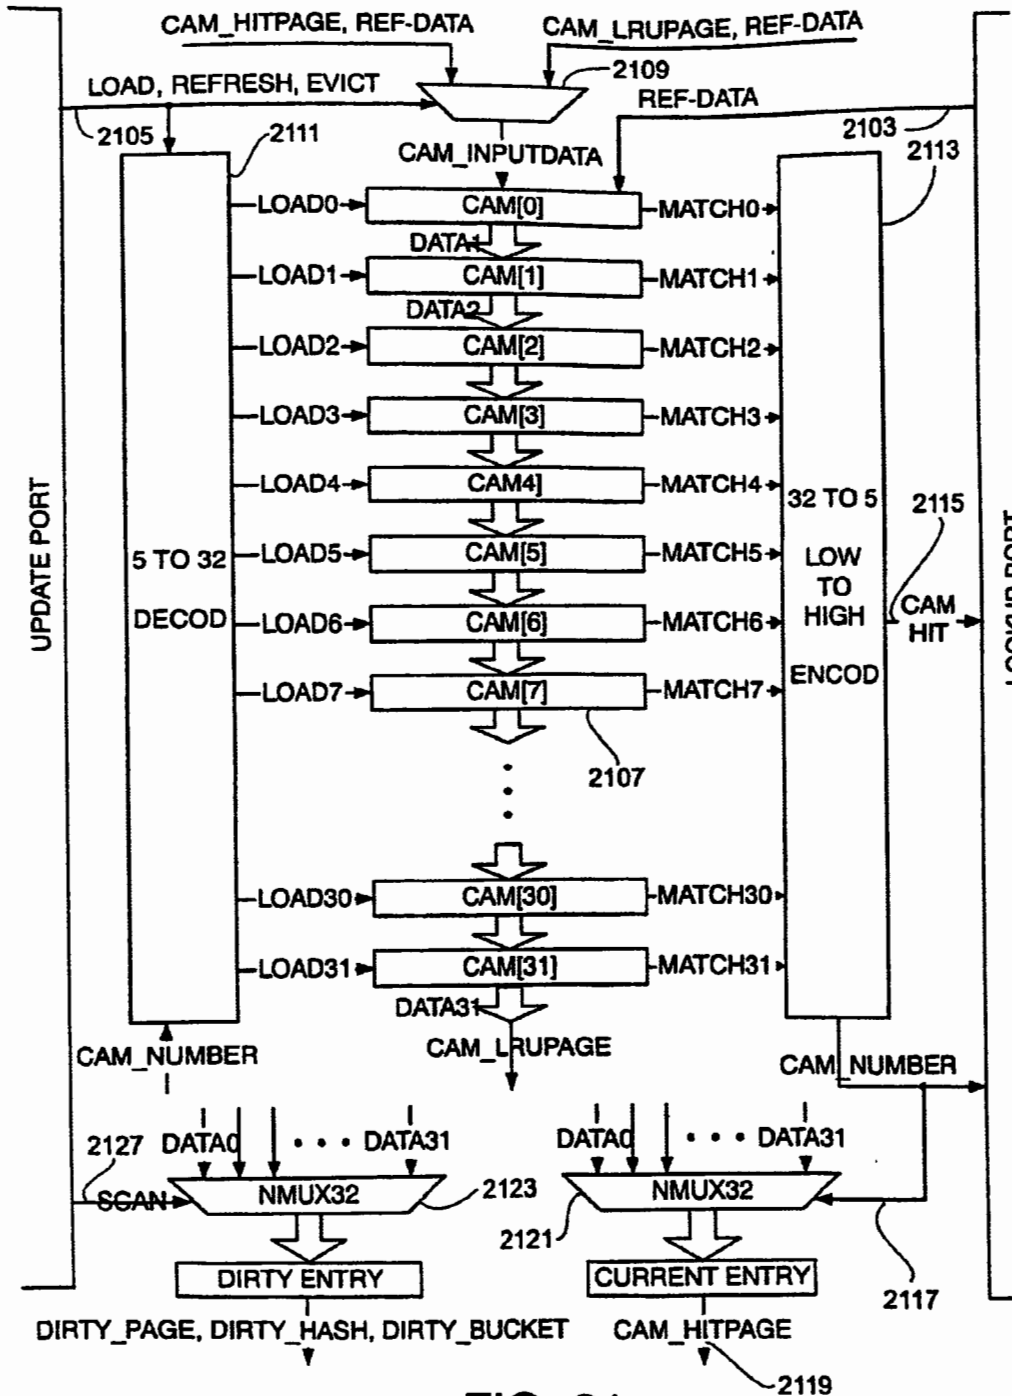 CAM_HITPAGE, REF-DATA
CAM_LRUPAGE, REF-DATA
2109
LOAD, REFRESH, EVICT
REF-DATA
2105
2111
2103
2113
CAM_INPUTDATA
LOAD0
CAM[0]
MATCH0
DATA1
LOAD1
CAM[1]
MATCH1
DATA2
LOAD2
CAM[2]
MATCH2
LOAD3
CAM[3]
MATCH3
LOAD4
CAM4]
MATCH4
32 TO 5
LOW
TO
HIGH
ENCOD
2115
UPDATE PORT
5 TO 32
DECOD
LOAD5
CAM[5]
MATCH5
CAM
HIT
LOOKUP PORT
LOAD6
CAM[6]
MATCH6
LOAD7
CAM[7]
MATCH7
2107
LOAD30
CAM[30]
MATCH30
LOAD31
CAM[31]
MATCH31
DATA31
CAM_NUMBER
CAM_LRUPAGE
CAM_NUMBER
2127
DATA0
DATA31
DATA0
DATA31
SCAN
NMUX32
2123
2121
NMUX32
DIRTY ENTRY
CURRENT ENTRY
2117
DIRTY_PAGE, DIRTY_HASH, DIRTY_BUCKET
CAM_HITPAGE
2119